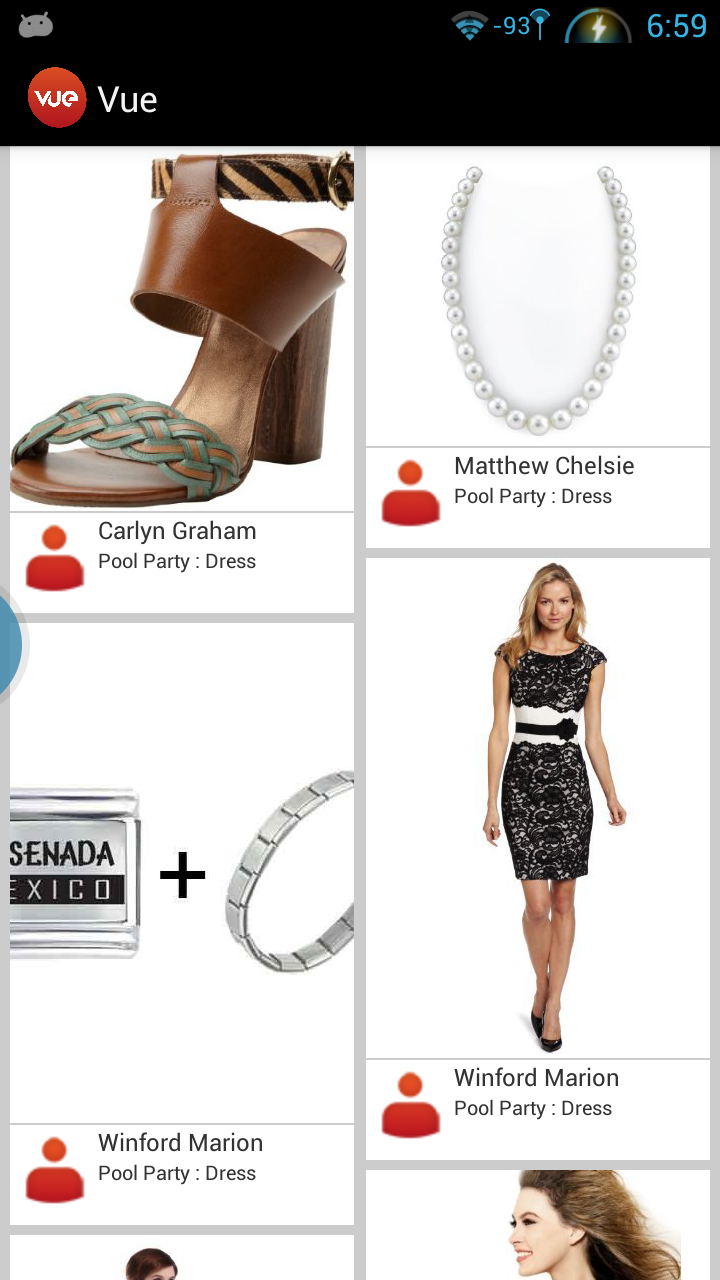 -93
6:59
vue
Vue
Carlyn Graham
Pool Party : Dress
Matthew Chelsie
Pool Party : Dress
SENADA
EXICO
+
Winford Marion
Pool Party : Dress
Winford Marion
Pool Party : Dress